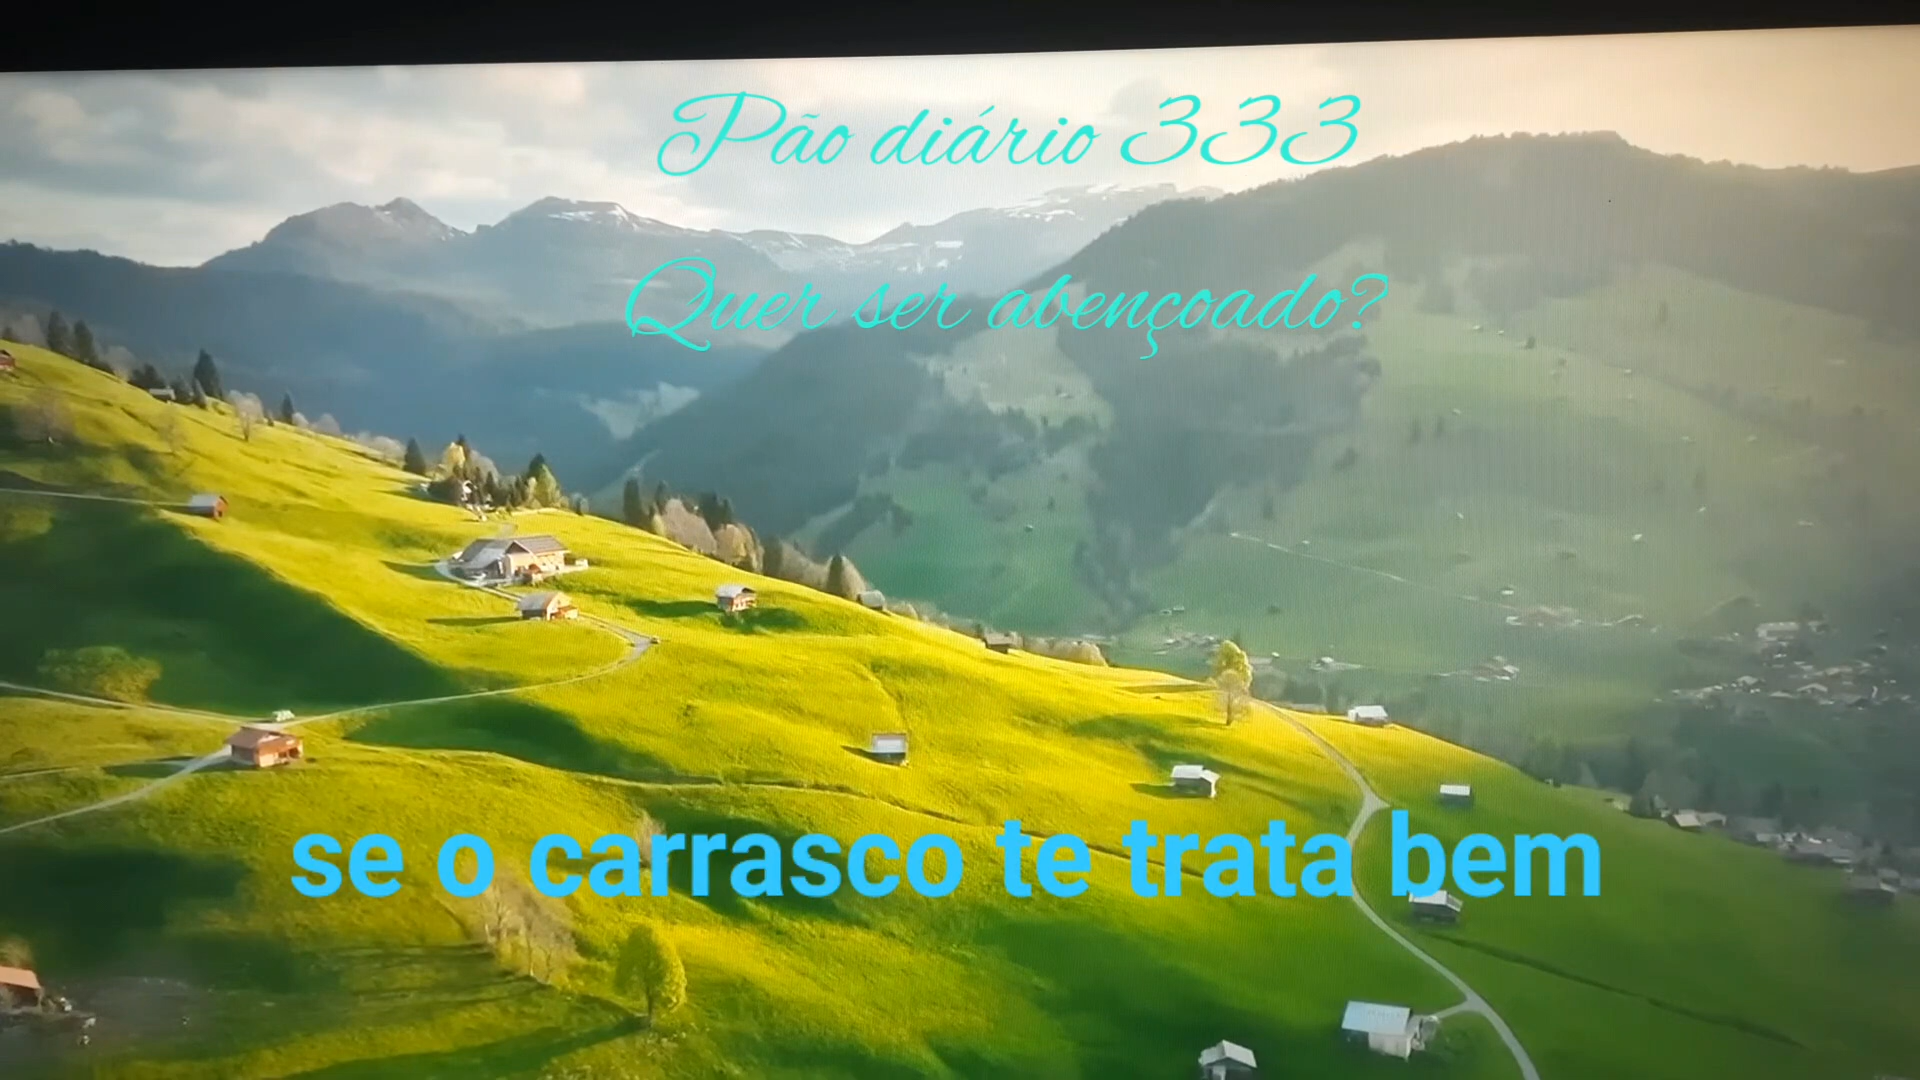 Pão diário 333
Quer ser abençoado?
se o carrasco te trata bem